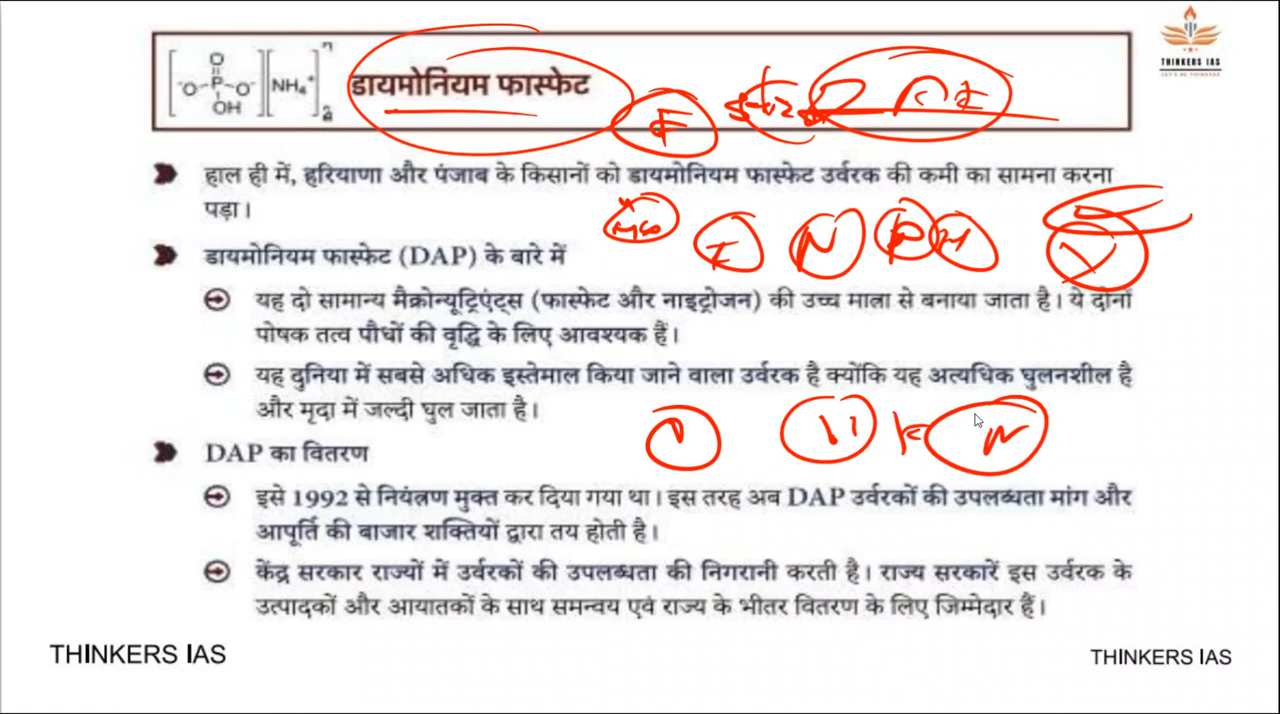 THINKERS IAS
LET'S BE THINKERS
डायमोनियम फास्फेट
हाल ही में, हरियाणा और पंजाब के किसानों को डायमोनियम फास्फेट उर्वरक की कमी का सामना करना
पड़ा।
डायमोनियम फास्फेट (DAP) के बारे में
यह दो सामान्य मैक्रोन्यूट्रिएंट्स (फास्फेट और नाइट्रोजन) की उच्च मात्रा से बनाया जाता है। ये दोनों
पोषक तत्व पौधों की वृद्धि के लिए आवश्यक हैं।
यह दुनिया में सबसे अधिक इस्तेमाल किया जाने वाला उर्वरक है क्योंकि यह अत्यधिक घुलनशील है
और मृदा में जल्दी घुल जाता है।
DAP का वितरण
इसे 1992 से नियंत्रण मुक्त कर दिया गया था। इस तरह अब DAP उर्वरकों की उपलब्धता मांग और
आपूर्ति की बाजार शक्तियों द्वारा तय होती है।
केंद्र सरकार राज्यों में उर्वरकों की उपलब्धता की निगरानी करती है। राज्य सरकारें इस उर्वरक के
उत्पादकों और आयातकों के साथ समन्वय एवं राज्य के भीतर वितरण के लिए जिम्मेदार हैं।
THINKERS IAS
THINKERS IAS